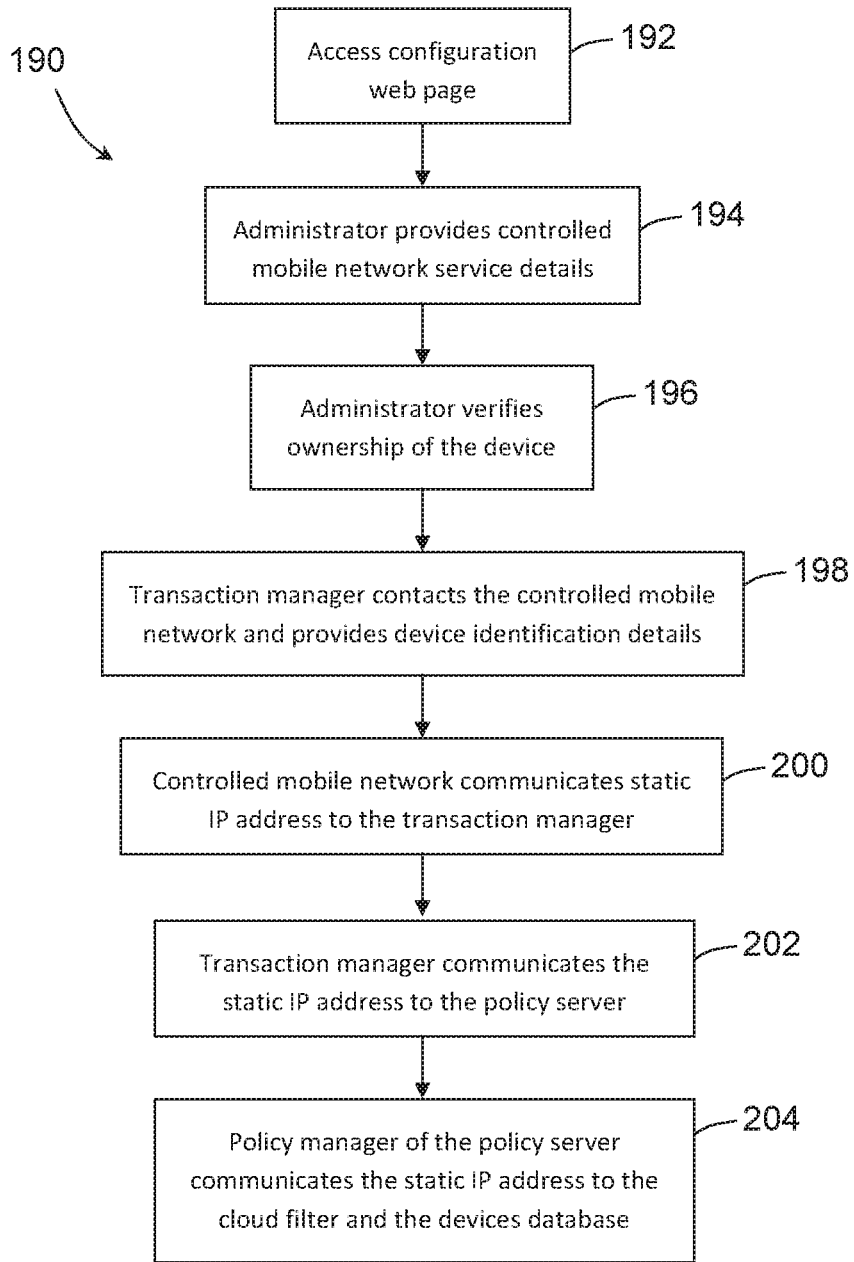 190
Access configuration
web page
192
Administrator provides controlled
mobile network service details
194
Administrator verifies
ownership of the device
196
Transaction manager contacts the controlled mobile
network and provides device identification details
198
Controlled mobile network communicates static
IP address to the transaction manager
200
Transaction manager communicates the
static IP address to the policy server
202
Policy manager of the policy server
communicates the static IP address to the
cloud filter and the devices database
204